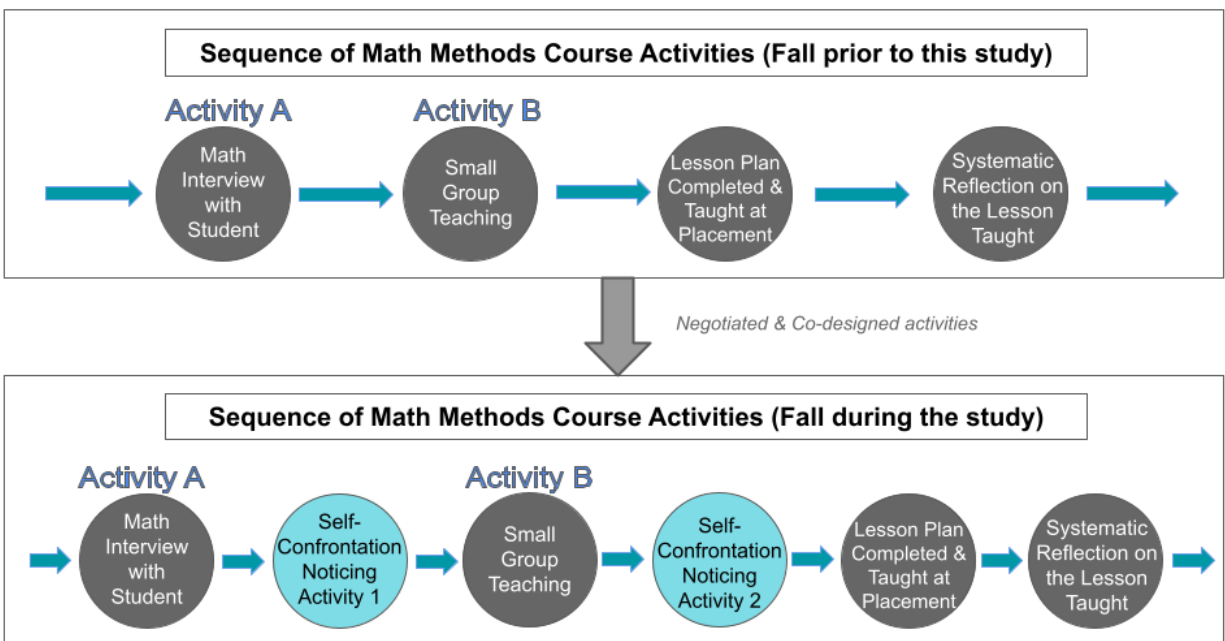 Sequence of Math Methods Course Activities (Fall prior to this study)
Activity A
Math
Interview
with
Student
Activity B
Small
Group
Teaching
Lesson Plan
Completed &
Taught at
Placement
Systematic
Reflection on
the Lesson
Taught
Negotiated & Co-designed activities
Sequence of Math Methods Course Activities (Fall during the study)
Activity A
Math
Interview
with
Student
Self-
Confrontation
Noticing
Activity 1
Activity B
Small
Group
Teaching
Self-
Confrontation
Noticing
Activity 2
Lesson Plan
Completed &
Taught at
Placement
Systematic
Reflection on
the Lesson
Taught